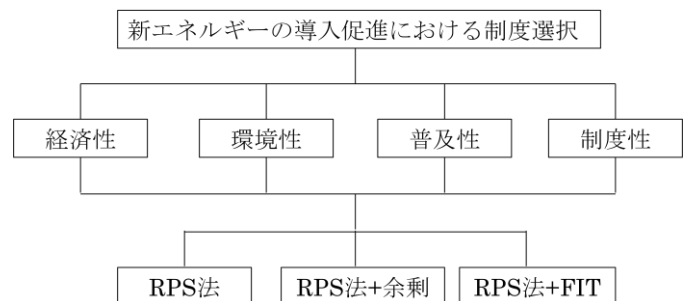 新エネルギーの導入促進における制度選択
経済性
環境性
普及性
制度性
RPS法
RPS法+余剰
RPS法+FIT